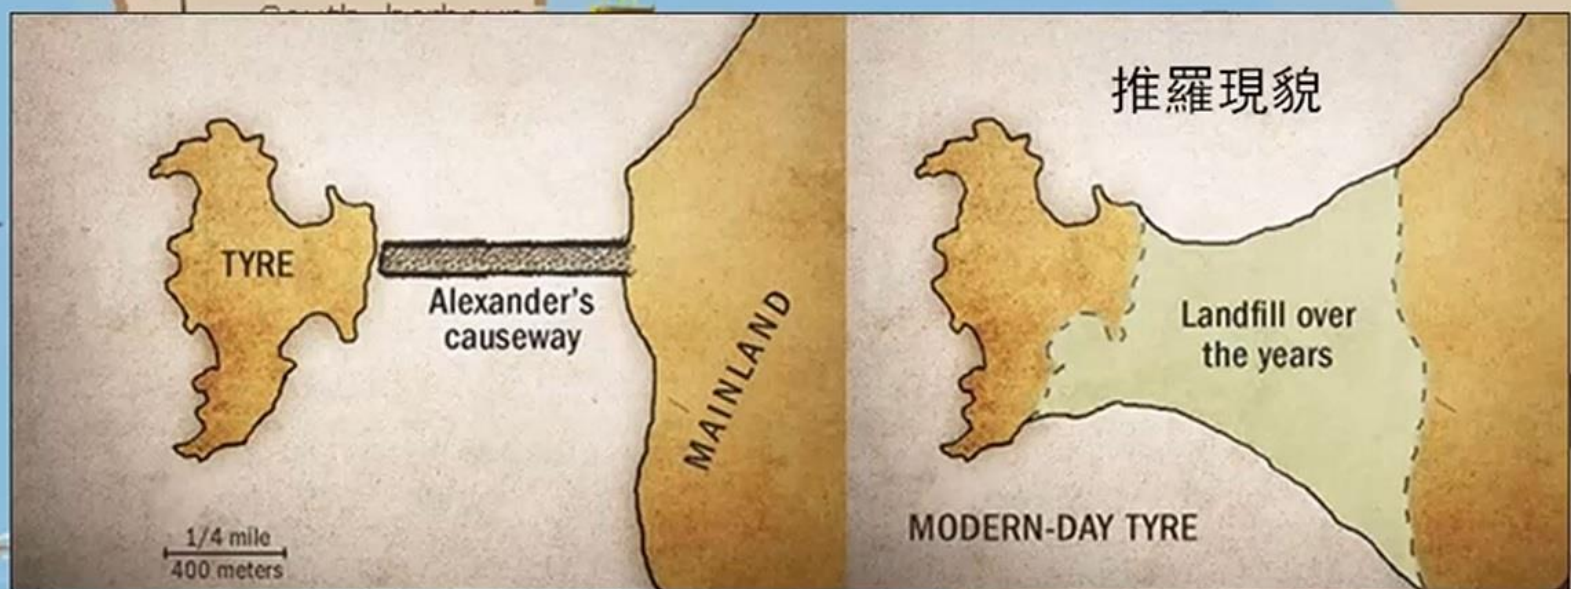 TYRE
Alexander's
causeway
MAINLAND
1/4 mile
400 meters
推羅現貌
Landfill over
the years
MODERN-DAY TYRE